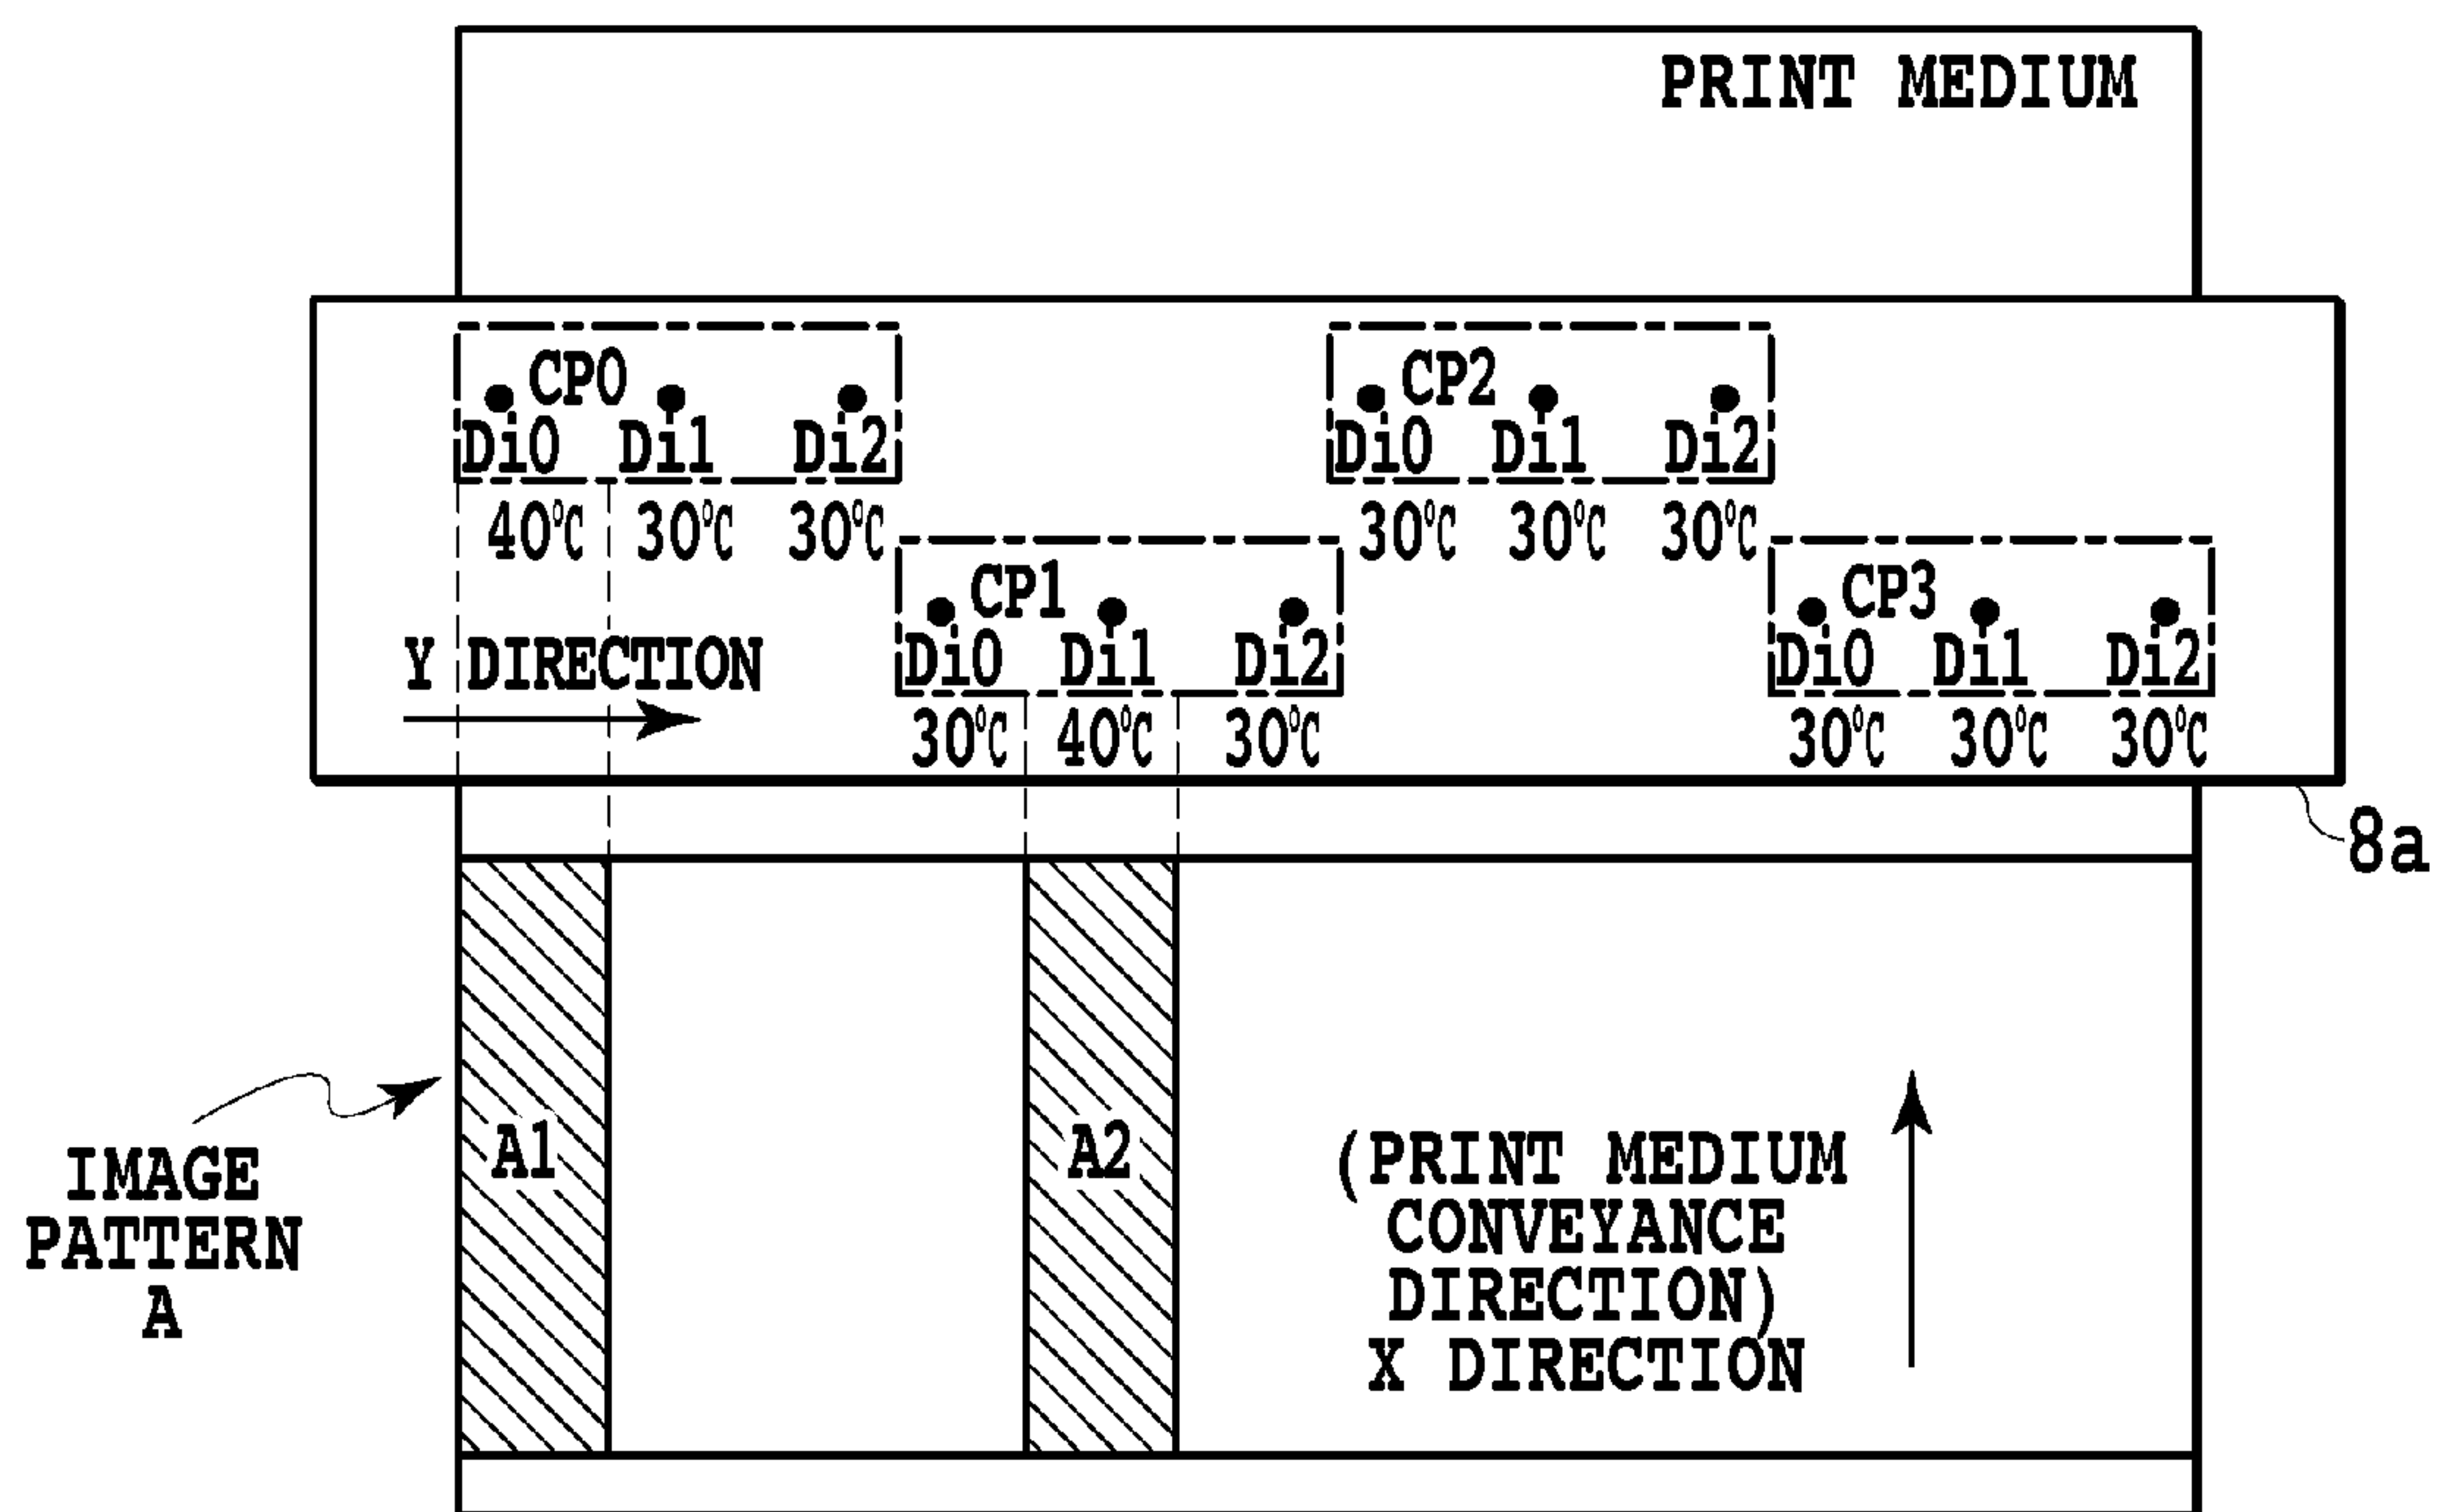 PRINT MEDIUM
CP0
CP2
Di0 Di1 Di2
Di0 Di1 Di2
40℃ 30℃ 30℃
30℃ 30℃ 30℃
CP1
CP3
Di0 Di1 Di2
Di0 Di1 Di2
Y DIRECTION
30℃ 40℃ 30℃
30℃ 30℃ 30℃
8a
A1
A2
IMAGE
PATTERN
A
(PRINT MEDIUM
CONVEYANCE
DIRECTION)
X DIRECTION